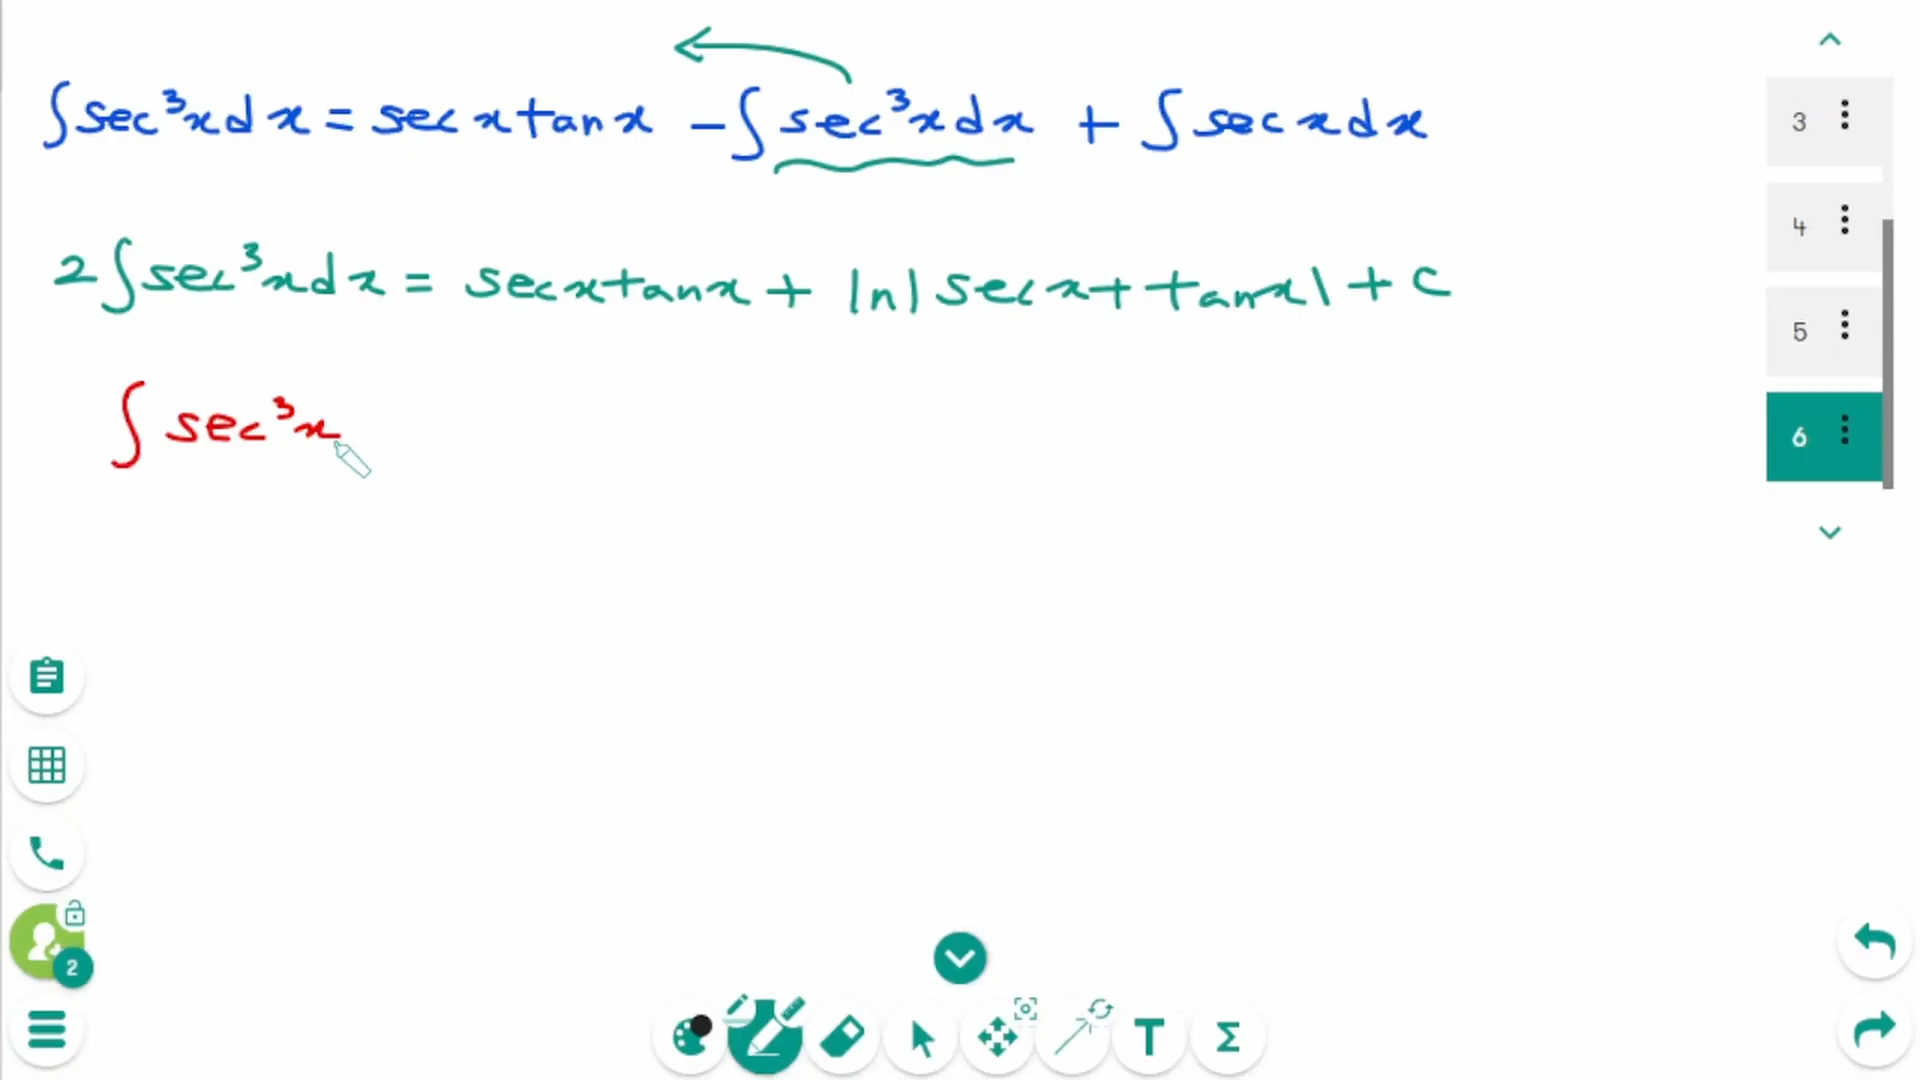 ∫ sec³x dx = sec x tan x − ∫ sec³x dx + ∫ sec x dx
2 ∫ sec³x dx = sec x tan x + ln | sec x + tan x | + c
∫ sec³x
3
4
5
6
2
T
Σ